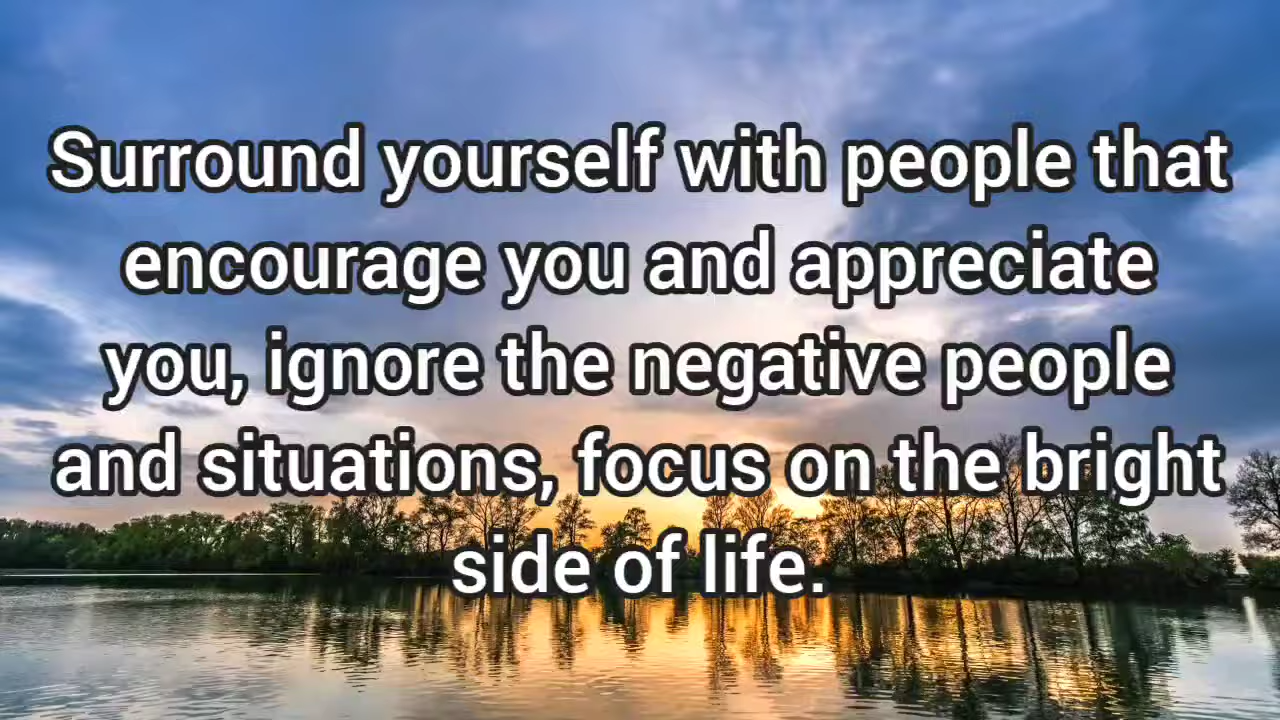 Surround yourself with people that
encourage you and appreciate
you, ignore the negative people
and situations, focus on the bright
side of life.